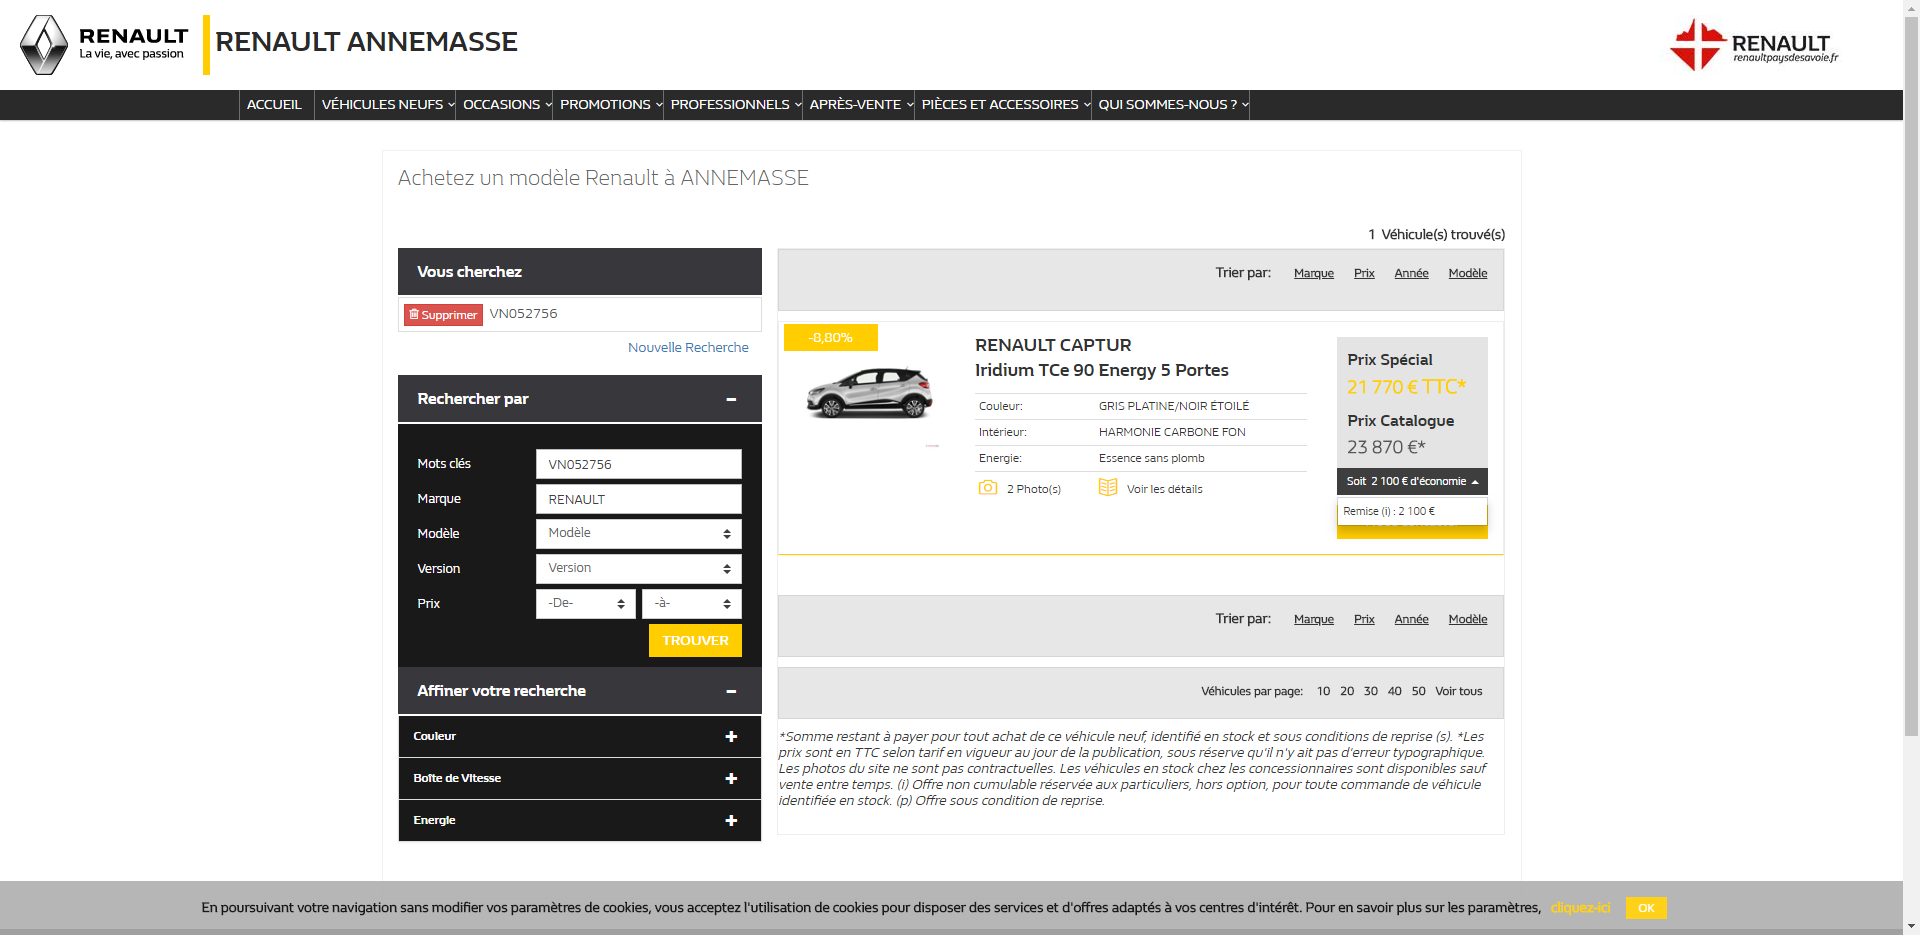 RENAULT
La vie, avec passion
RENAULT ANNEMASSE
RENAULT
renaultpaysdesavoie.fr
ACCUEIL
VÉHICULES NEUFS
OCCASIONS
PROMOTIONS
PROFESSIONNELS
APRÈS-VENTE
PIÈCES ET ACCESSOIRES
QUI SOMMES-NOUS ?
Achetez un modèle Renault à ANNEMASSE
1 Véhicule(s) trouvé(s)
Vous cherchez
Supprimer VN052756
Nouvelle Recherche
Rechercher par
Mots clés VN052756
Marque RENAULT
Modèle Modèle
Version Version
Prix -De- -à-
TROUVER
Affiner votre recherche
Couleur
Boîte de Vitesse
Energie
Trier par: Marque Prix Année Modèle
-8,80%
RENAULT CAPTUR
Iridium TCe 90 Energy 5 Portes
Couleur: GRIS PLATINE/NOIR ÉTOILÉ
Intérieur: HARMONIE CARBONE FON
Energie: Essence sans plomb
2 Photo(s) Voir les détails
Prix Spécial
21 770 € TTC*
Prix Catalogue
23 870 €*
Soit 2 100 € d'économie
Remise (i) : 2 100 €
Trier par: Marque Prix Année Modèle
Véhicules par page: 10 20 30 40 50 Voir tous
*Somme restant à payer pour tout achat de ce véhicule neuf, identifié en stock et sous conditions de reprise (s). *Les
prix sont en TTC selon tarif en vigueur au jour de la publication, sous réserve qu'il n'y ait pas d'erreur typographique.
Les photos du site ne sont pas contractuelles. Les véhicules en stock chez les concessionnaires sont disponibles sauf
vente entre temps. (i) Offre non cumulable réservée aux particuliers, hors option, pour toute commande de véhicule
identifiée en stock. (p) Offre sous condition de reprise.
En poursuivant votre navigation sans modifier vos paramètres de cookies, vous acceptez l'utilisation de cookies pour disposer des services et d'offres adaptés à vos centres d'intérêt. Pour en savoir plus sur les paramètres, cliquez-ici OK